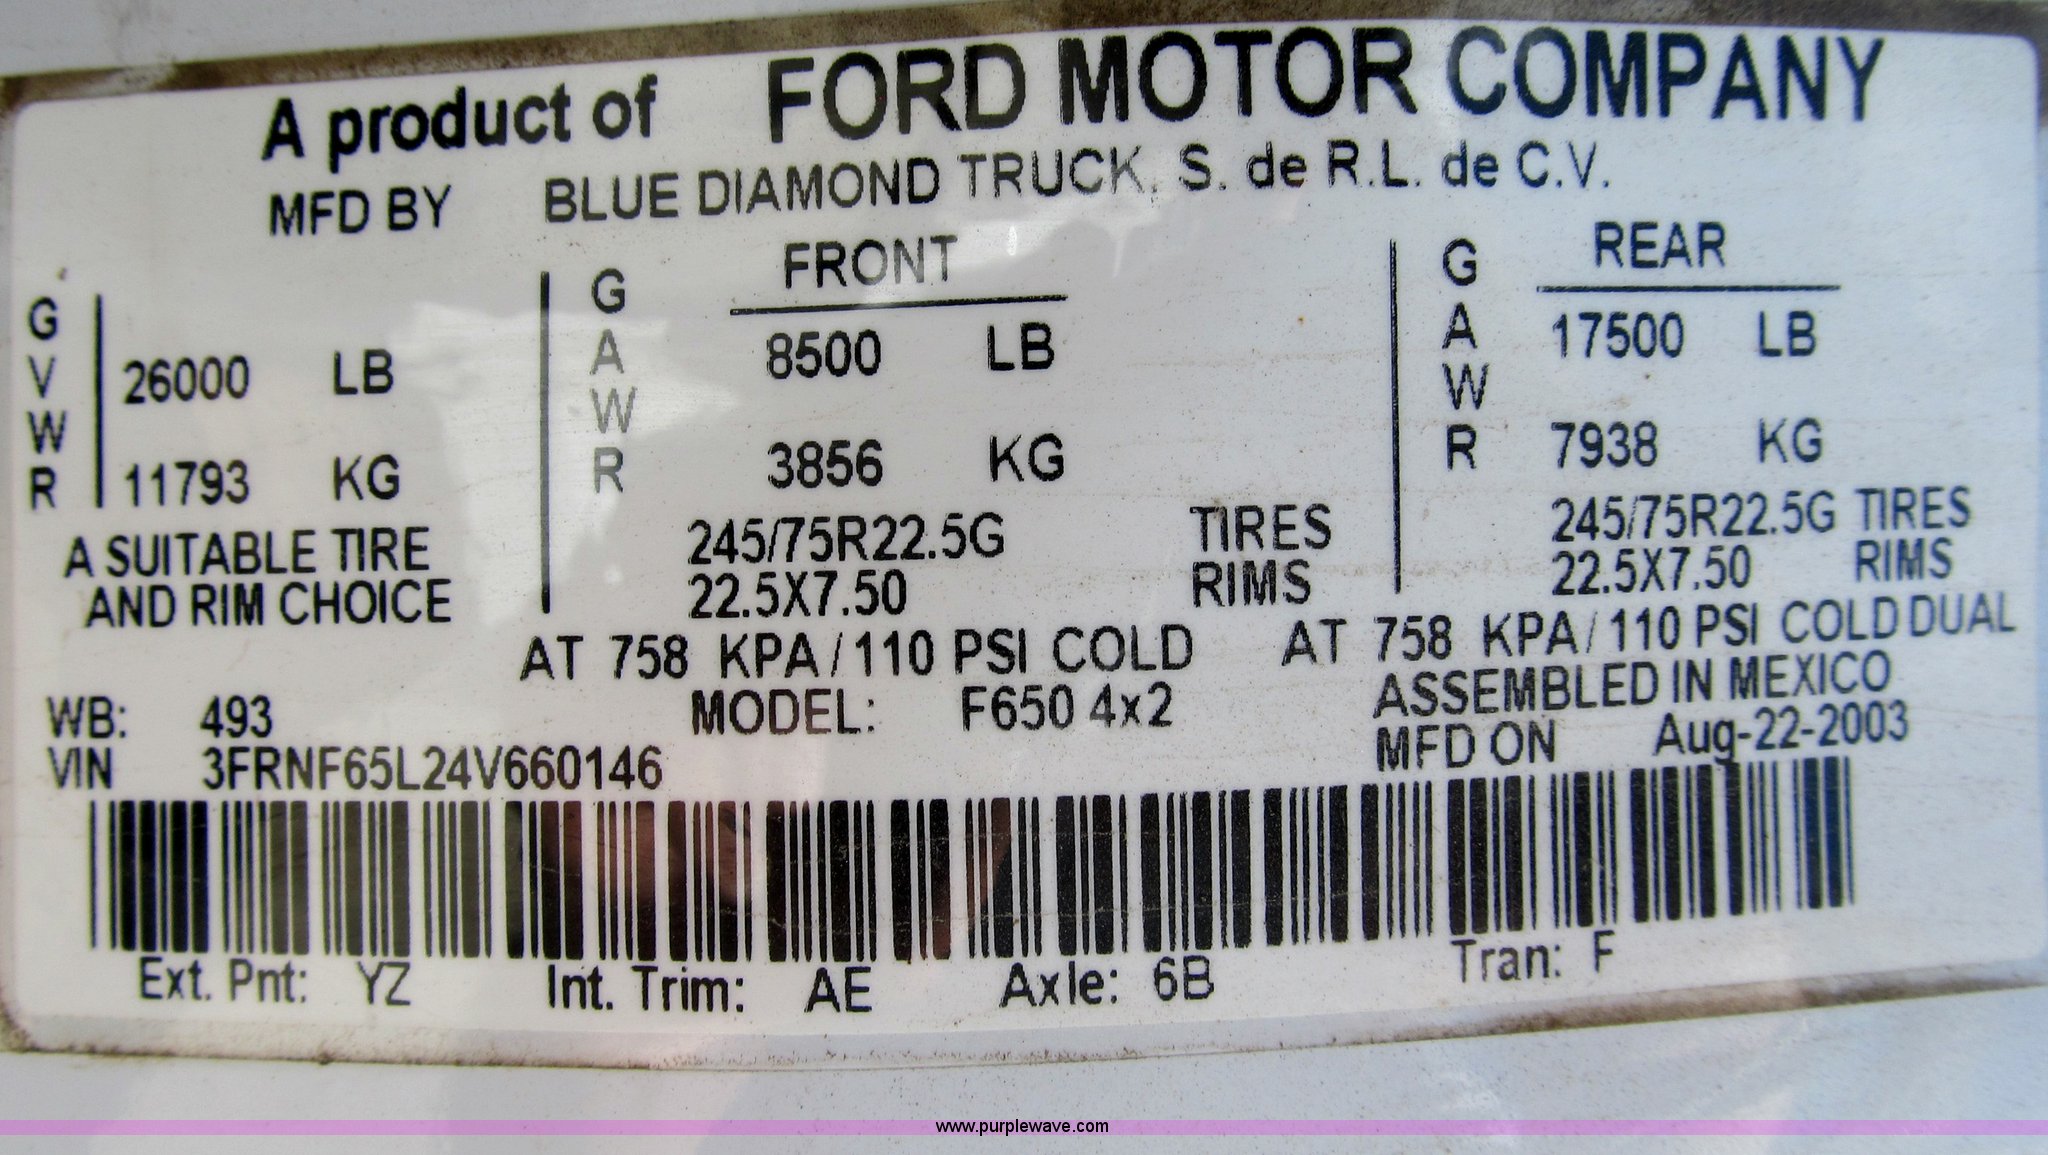 A product of FORD MOTOR COMPANY
MFD BY BLUE DIAMOND TRUCK, S. de R.L. de C.V.
GVWR 26000 LB
11793 KG
A SUITABLE TIRE
AND RIM CHOICE
GAWR FRONT
8500 LB
3856 KG
245/75R22.5G TIRES
22.5X7.50 RIMS
AT 758 KPA/110 PSI COLD
GAWR REAR
17500 LB
7938 KG
245/75R22.5G TIRES
22.5X7.50 RIMS
AT 758 KPA/110 PSI COLD DUAL
WB: 493
MODEL: F650 4x2
ASSEMBLED IN MEXICO
VIN 3FRNF65L24V660146
MFD ON Aug-22-2003
Ext. Pnt: YZ Int. Trim: AE Axle: 6B Tran: F
www.purplewave.com